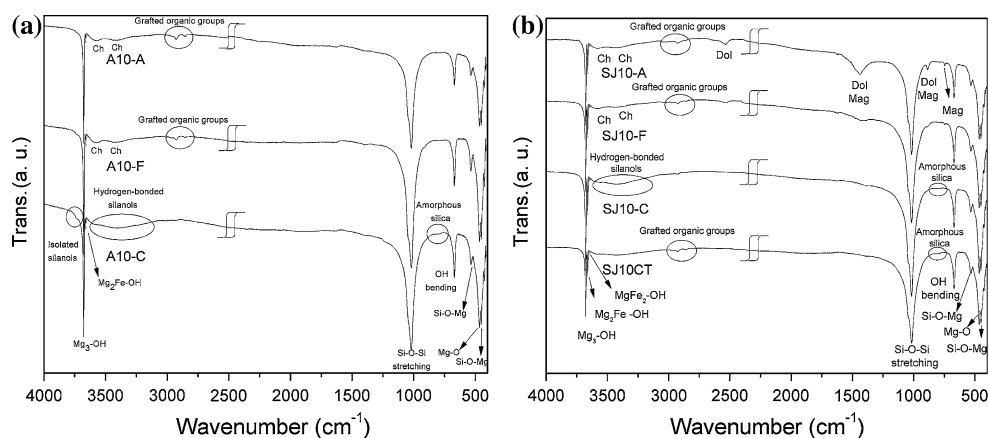 (a)
Grafted organic groups
Ch Ch
A10-A
Grafted organic groups
Ch Ch
A10-F
Hydrogen-bonded
silanols
Amorphous
silica
Isolated
silanols
A10-C
OH
bending
Mg2Fe-OH
Si-O-Mg
Mg3-OH
Si-O-Si
stretching
Mg-O
Si-O-Mg
Trans. (a. u.)
4000 3500 3000 2500 2000 1500 1000 500
Wavenumber (cm-1)
(b)
Grafted organic groups
Ch Ch
Dol
SJ10-A
Dol
Mag
Dol
Mag
Mag
Grafted organic groups
Ch Ch
SJ10-F
Hydrogen-bonded
silanols
Amorphous
silica
SJ10-C
Grafted organic groups
Amorphous
silica
SJ10CT
OH
bending
MgFe2-OH
Mg2Fe -OH
Mg3-OH
Si-O-Mg
Mg-O
Si-O-Mg
Si-O-Si
stretching
Trans. (a. u.)
4000 3500 3000 2500 2000 1500 1000 500
Wavenumber (cm-1)